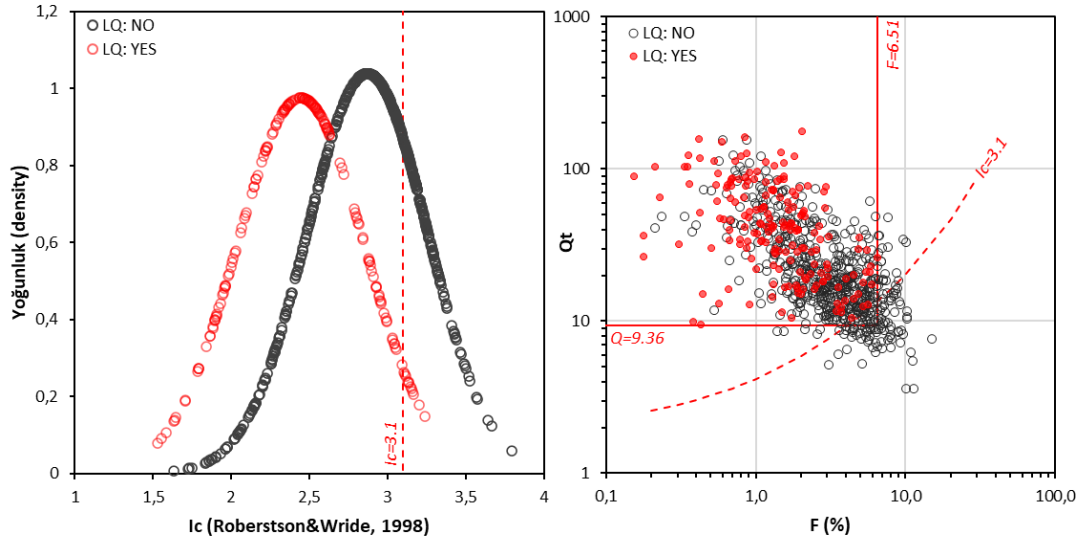 1,2
1
0,8
0,6
0,4
0,2
0
Yoğunluk (density)
LQ: NO
LQ: YES
Ic=3.1
1
1,5
2
2,5
3
3,5
4
Ic (Roberstson&Wride, 1998)
1000
100
10
1
Qt
LQ: NO
LQ: YES
F=6.51
Ic=3.1
Q=9.36
0,1
1,0
10,0
100,0
F (%)